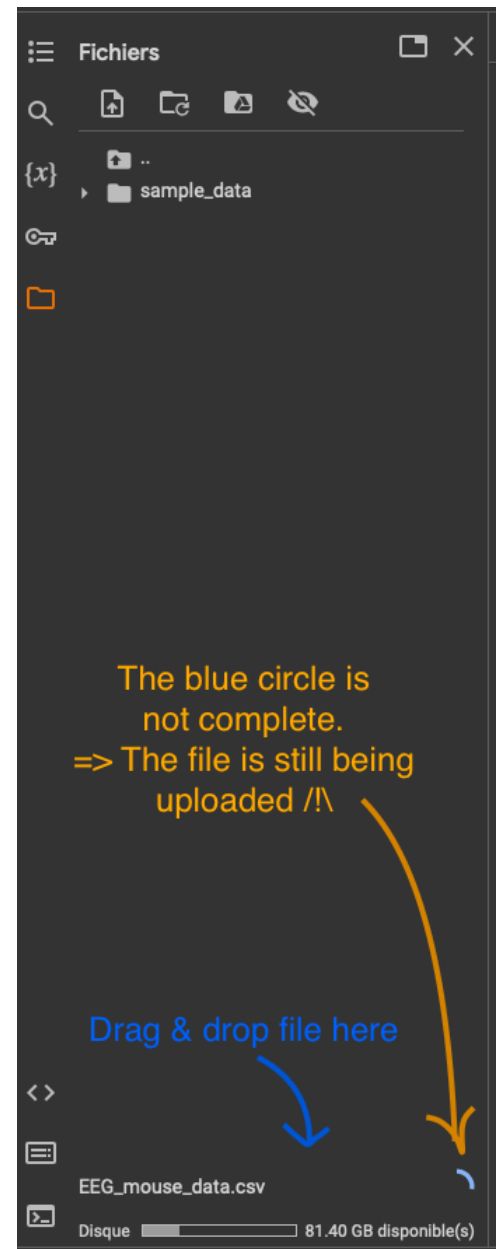 Fichiers
{x}
..
sample_data
The blue circle is
not complete.
=> The file is still being
uploaded /!\
Drag & drop file here
<>
EEG_mouse_data.csv
Disque 81.40 GB disponible(s)